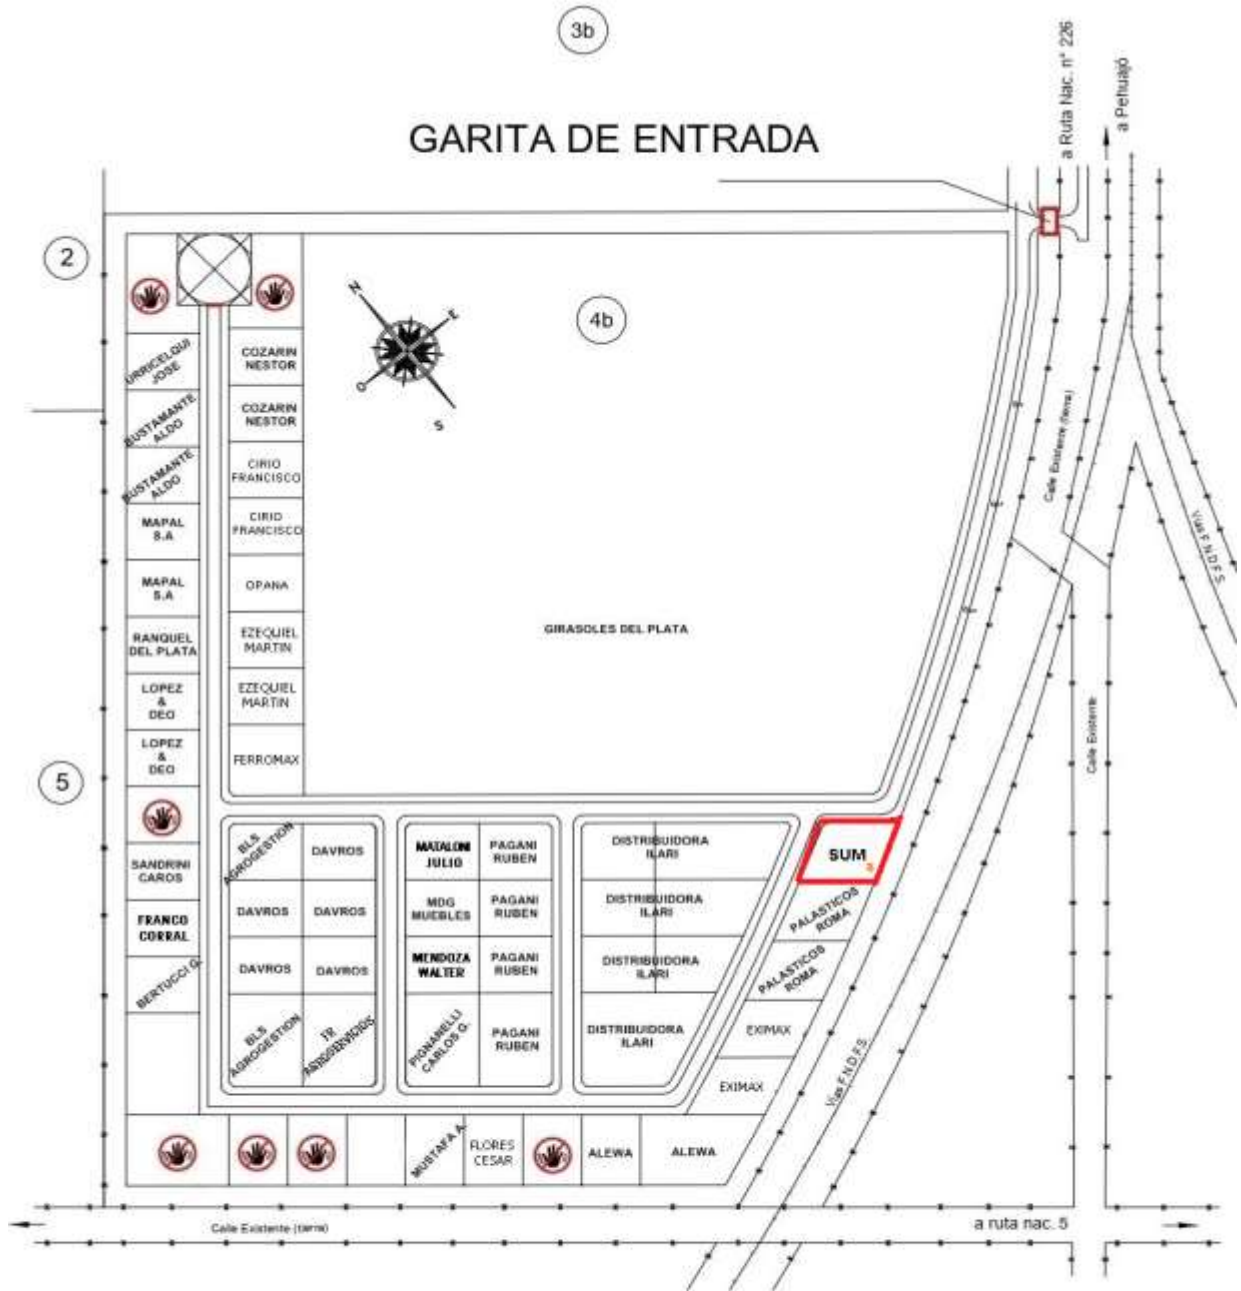 3b
GARITA DE ENTRADA
a Ruta Nac. n° 226
a Pehuajó
2
4b
N
E
O
S
URRICELQUI
JOSE
COZARIN
NESTOR
BUSTAMANTE
ALDO
COZARIN
NESTOR
BUSTAMANTE
ALDO
CIRIO
FRANCISCO
MAPAL
S.A
CIRIO
FRANCISCO
MAPAL
S.A
OPANA
RANQUEL
DEL PLATA
EZEQUIEL
MARTIN
LOPEZ
&
DEO
EZEQUIEL
MARTIN
LOPEZ
&
DEO
FERROMAX
GIRASOLES DEL PLATA
Calle Existente (tierra)
Vias F.N.D.F.S.
Calle Existente
5
SANDRINI
CAROS
FRANCO
CORRAL
BERTUCCI G.
BLS
AGROGESTION
DAVROS
MATALONI
JULIO
PAGANI
RUBEN
DISTRIBUIDORA
ILARI
SUM
DAVROS
DAVROS
MDG
MUEBLES
PAGANI
RUBEN
DISTRIBUIDORA
ILARI
PALASTICOS
ROMA
DAVROS
DAVROS
MENDOZA
WALTER
PAGANI
RUBEN
DISTRIBUIDORA
ILARI
PALASTICOS
ROMA
BLS
AGROGESTION
FR
PIGNANELLI
CARLOS G.
PAGANI
RUBEN
DISTRIBUIDORA
ILARI
EXIMAX
EXIMAX
Vias F.N.D.F.S.
MUSTAFA A.
FLORES
CESAR
ALEWA
ALEWA
Calle Existente (tierra)
a ruta nac. 5